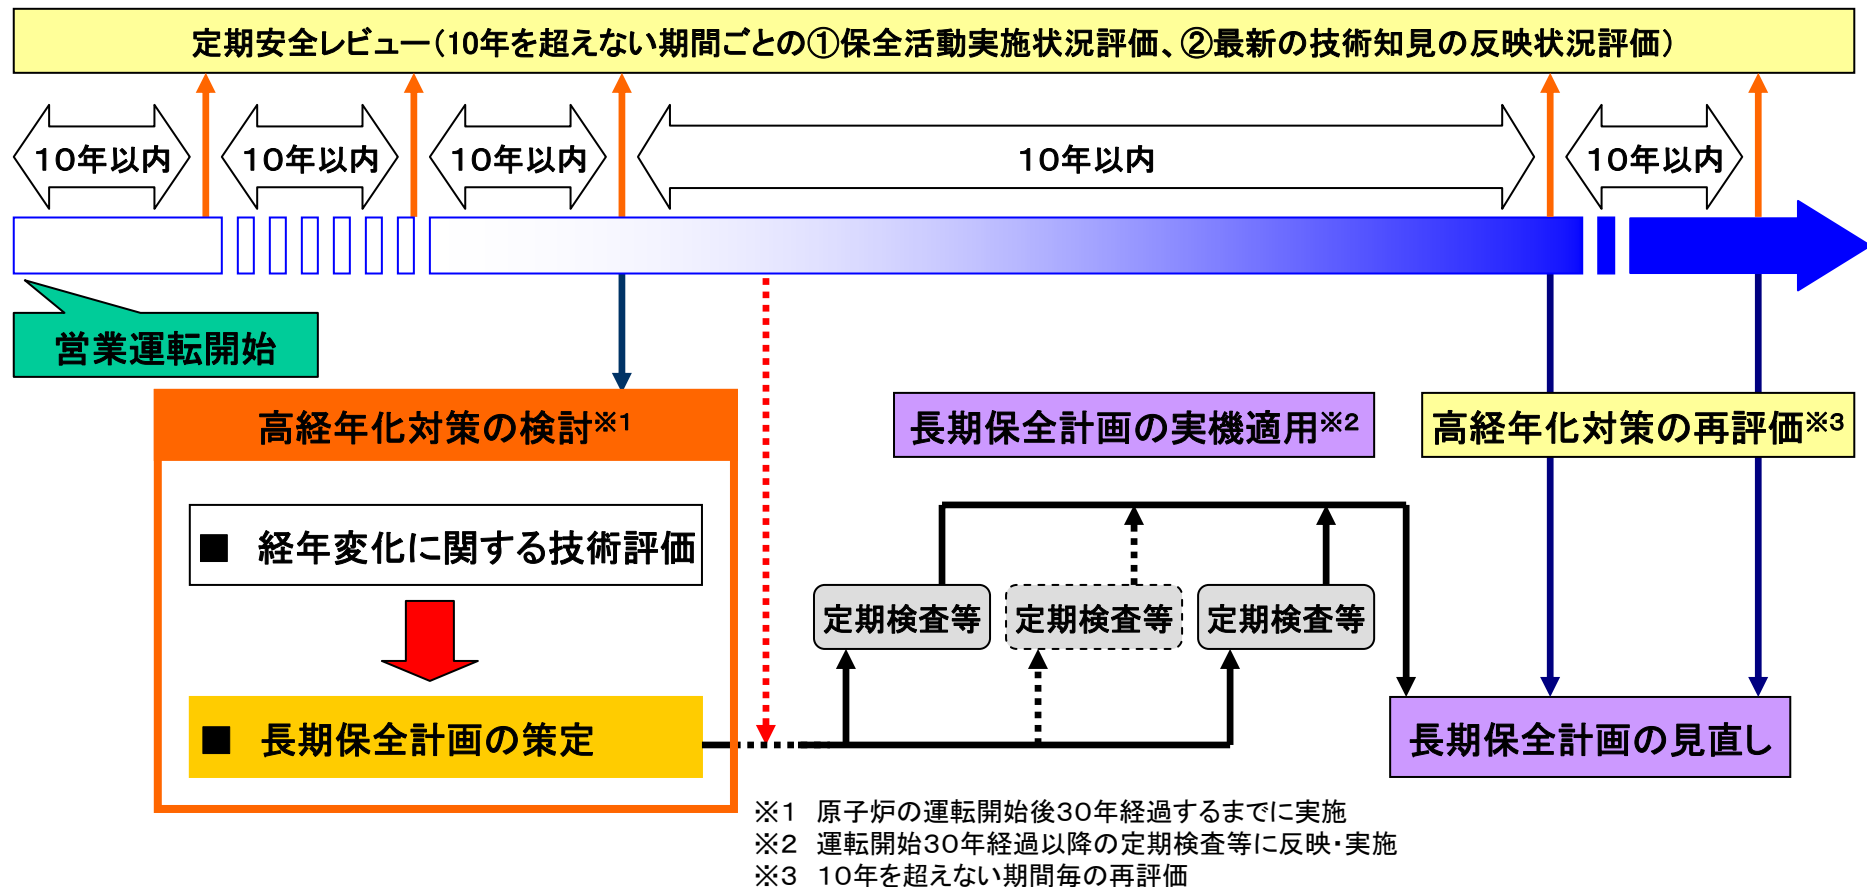 定期安全レビュー（10年を超えない期間ごとの①保全活動実施状況評価、②最新の技術知見の反映状況評価）
10年以内
10年以内
10年以内
10年以内
10年以内
営業運転開始
高経年化対策の検討※1
長期保全計画の実機適用※2
高経年化対策の再評価※3
■ 経年変化に関する技術評価
定期検査等
定期検査等
定期検査等
■ 長期保全計画の策定
長期保全計画の見直し
※1 原子炉の運転開始後30年経過するまでに実施
※2 運転開始30年経過以降の定期検査等に反映・実施
※3 10年を超えない期間毎の再評価